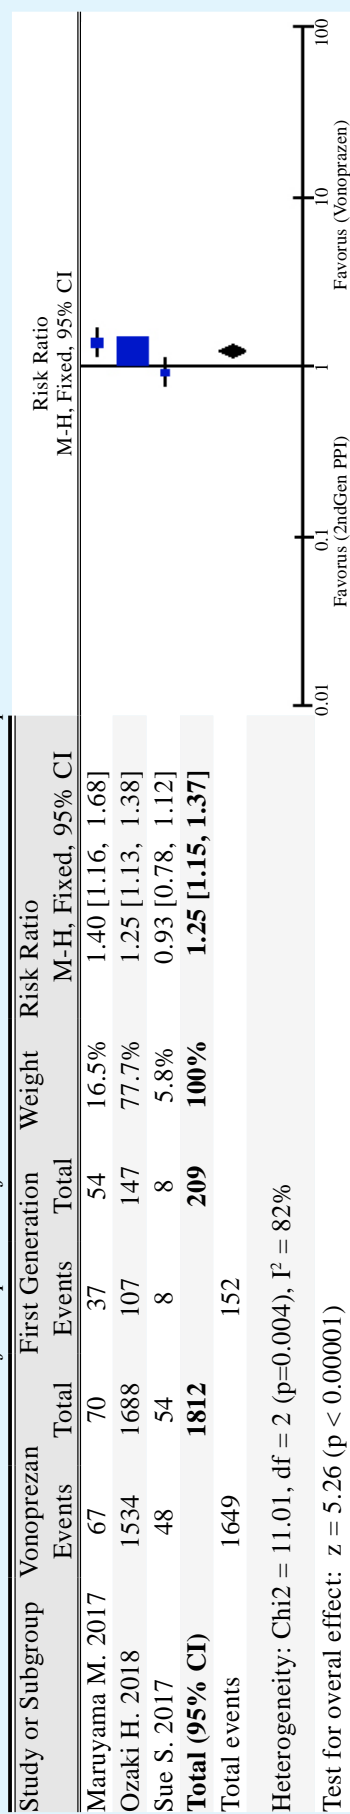 Study or Subgroup Vonoprezan First Generation Weight Risk Ratio Risk Ratio
Events Total Events Total M-H, Fixed, 95% CI M-H, Fixed, 95% CI
Maruyama M. 2017 67 70 37 54 16.5% 1.40 [1.16, 1.68]
Ozaki H. 2018 1534 1688 107 147 77.7% 1.25 [1.13, 1.38]
Sue S. 2017 48 54 8 8 5.8% 0.93 [0.78, 1.12]
Total (95% CI) 1812 209 100% 1.25 [1.15, 1.37]
Total events 1649 152
Heterogeneity: Chi2 = 11.01, df = 2 (p=0.004), I² = 82%
Test for overal effect: z = 5.26 (p < 0.00001)
0.01 0.1 1 10 100
Favorus (2ndGen PPI) Favorus (Vonoprazen)